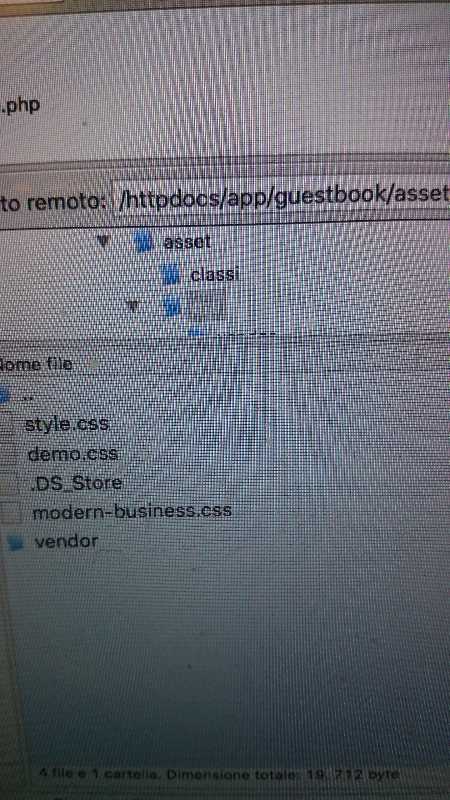 .php
to remoto: /httpdocs/app/guestbook/asset
asset
classi
Nome file
..
style.css
demo.css
.DS_Store
modern-business.css
vendor
4 file e 1 cartella. Dimensione totale: 19.712 byte